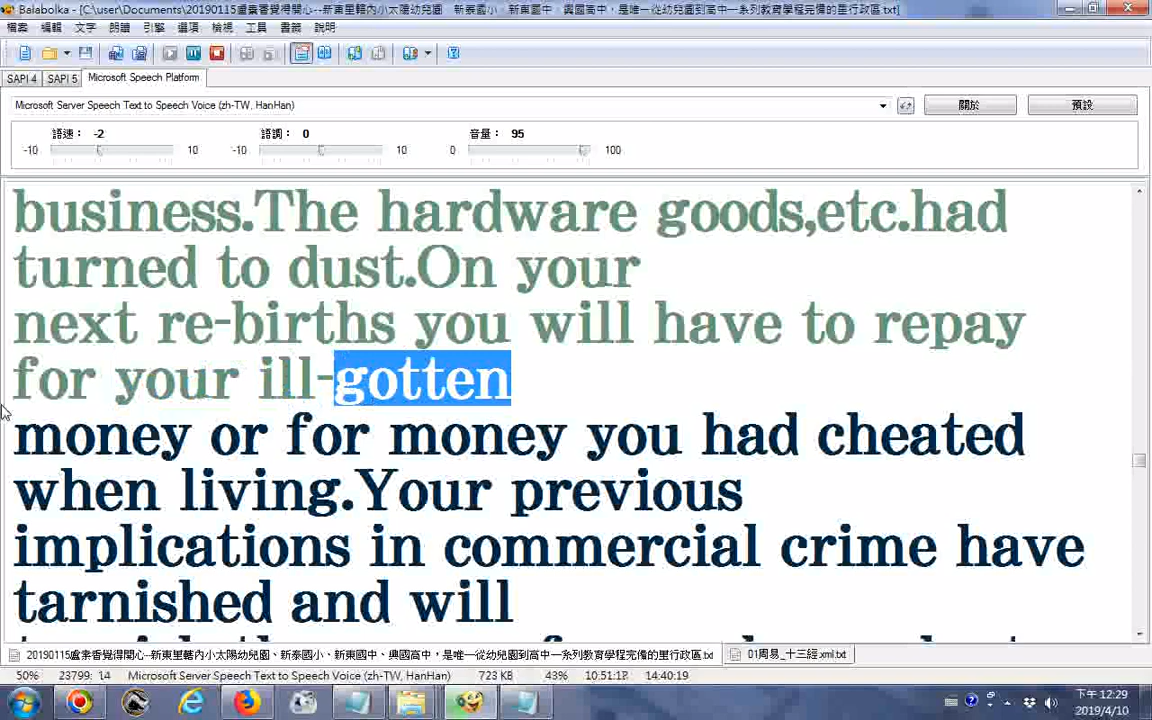 Balabolka - [C:\user\Documents\20190115盧素香覺得開心--新東里轄內小太陽幼兒園、新泰國小、新東國中、興國高中，是唯一從幼兒園到高中一系列教育學程完備的里行政區.txt]
檔案 編輯 文字 朗讀 引擎 選項 檢視 工具 書籤 說明
SAPI 4 SAPI 5 Microsoft Speech Platform
Microsoft Server Speech Text to Speech Voice (zh-TW, HanHan) 關於 預設
語速： -2 語調： 0 音量： 95
-10 10 -10 10 0 100
business.The hardware goods,etc.had
turned to dust.On your
next re-births you will have to repay
for your ill-gotten
money or for money you had cheated
when living.Your previous
implications in commercial crime have
tarnished and will
20190115盧素香覺得開心--新東里轄內小太陽幼兒園、新泰國小、新東國中、興國高中，是唯一從幼兒園到高中一系列教育學程完備的里行政區.txt 01周易_十三經.xml.txt
50% 23799: 14 Microsoft Server Speech Text to Speech Voice (zh-TW, HanHan) 723 KB 43% 10:51:18 14:40:19
下午 12:29
2019/4/10